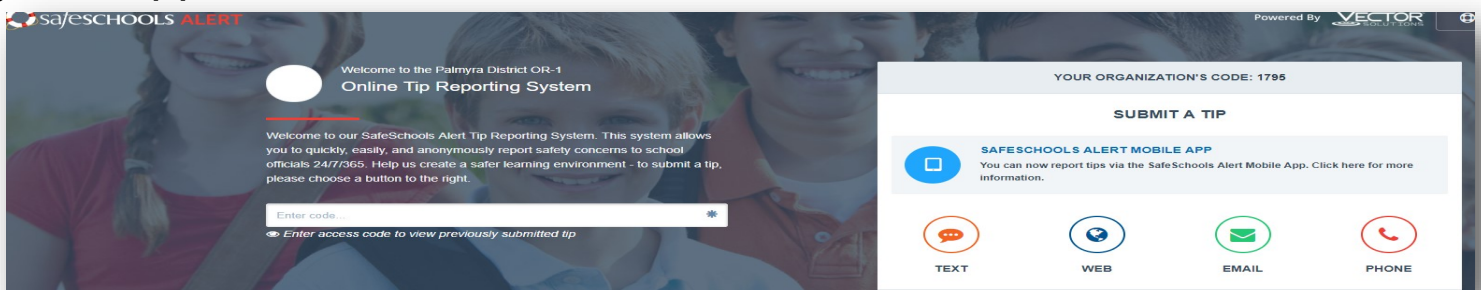 SafeSCHOOLS ALERT
Powered By VECTOR SOLUTIONS
Welcome to the Palmyra District OR-1
Online Tip Reporting System
Welcome to our SafeSchools Alert Tip Reporting System. This system allows
you to quickly, easily, and anonymously report safety concerns to school
officials 24/7/365. Help us create a safer learning environment - to submit a tip,
please choose a button to the right.
Enter code...
Enter access code to view previously submitted tip
YOUR ORGANIZATION'S CODE: 1795
SUBMIT A TIP
SAFESCHOOLS ALERT MOBILE APP
You can now report tips via the SafeSchools Alert Mobile App. Click here for more
information.
TEXT WEB EMAIL PHONE